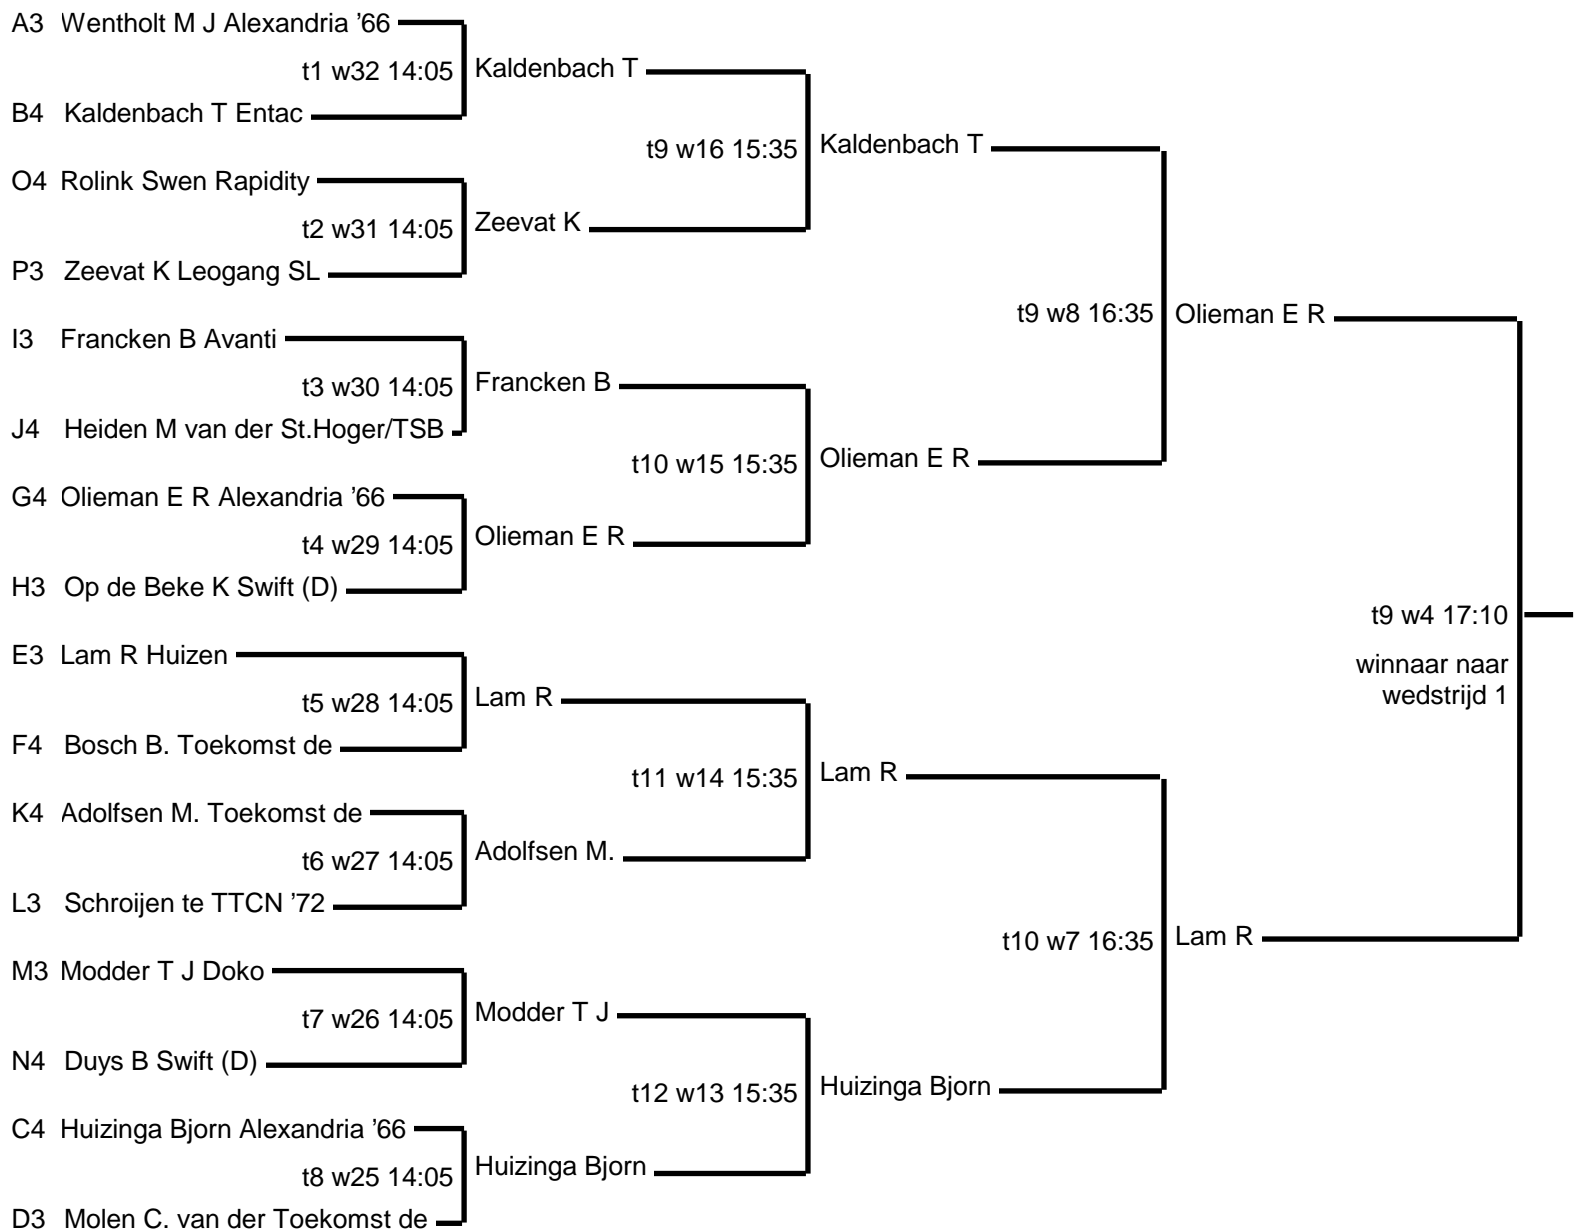 A3 Wentholt M J Alexandria ’66
t1 w32 14:05
B4 Kaldenbach T Entac
Kaldenbach T
O4 Rolink Swen Rapidity
t2 w31 14:05
P3 Zeevat K Leogang SL
Zeevat K
t9 w16 15:35
Kaldenbach T
I3 Francken B Avanti
t3 w30 14:05
J4 Heiden M van der St.Hoger/TSB
Francken B
G4 Olieman E R Alexandria ’66
t4 w29 14:05
H3 Op de Beke K Swift (D)
Olieman E R
t10 w15 15:35
Olieman E R
t9 w8 16:35
Olieman E R
E3 Lam R Huizen
t5 w28 14:05
F4 Bosch B. Toekomst de
Lam R
K4 Adolfsen M. Toekomst de
t6 w27 14:05
L3 Schroijen te TTCN ’72
Adolfsen M.
t11 w14 15:35
Lam R
M3 Modder T J Doko
t7 w26 14:05
N4 Duys B Swift (D)
Modder T J
C4 Huizinga Bjorn Alexandria ’66
t8 w25 14:05
D3 Molen C. van der Toekomst de
Huizinga Bjorn
t12 w13 15:35
Huizinga Bjorn
t10 w7 16:35
Lam R
t9 w4 17:10
winnaar naar
wedstrijd 1